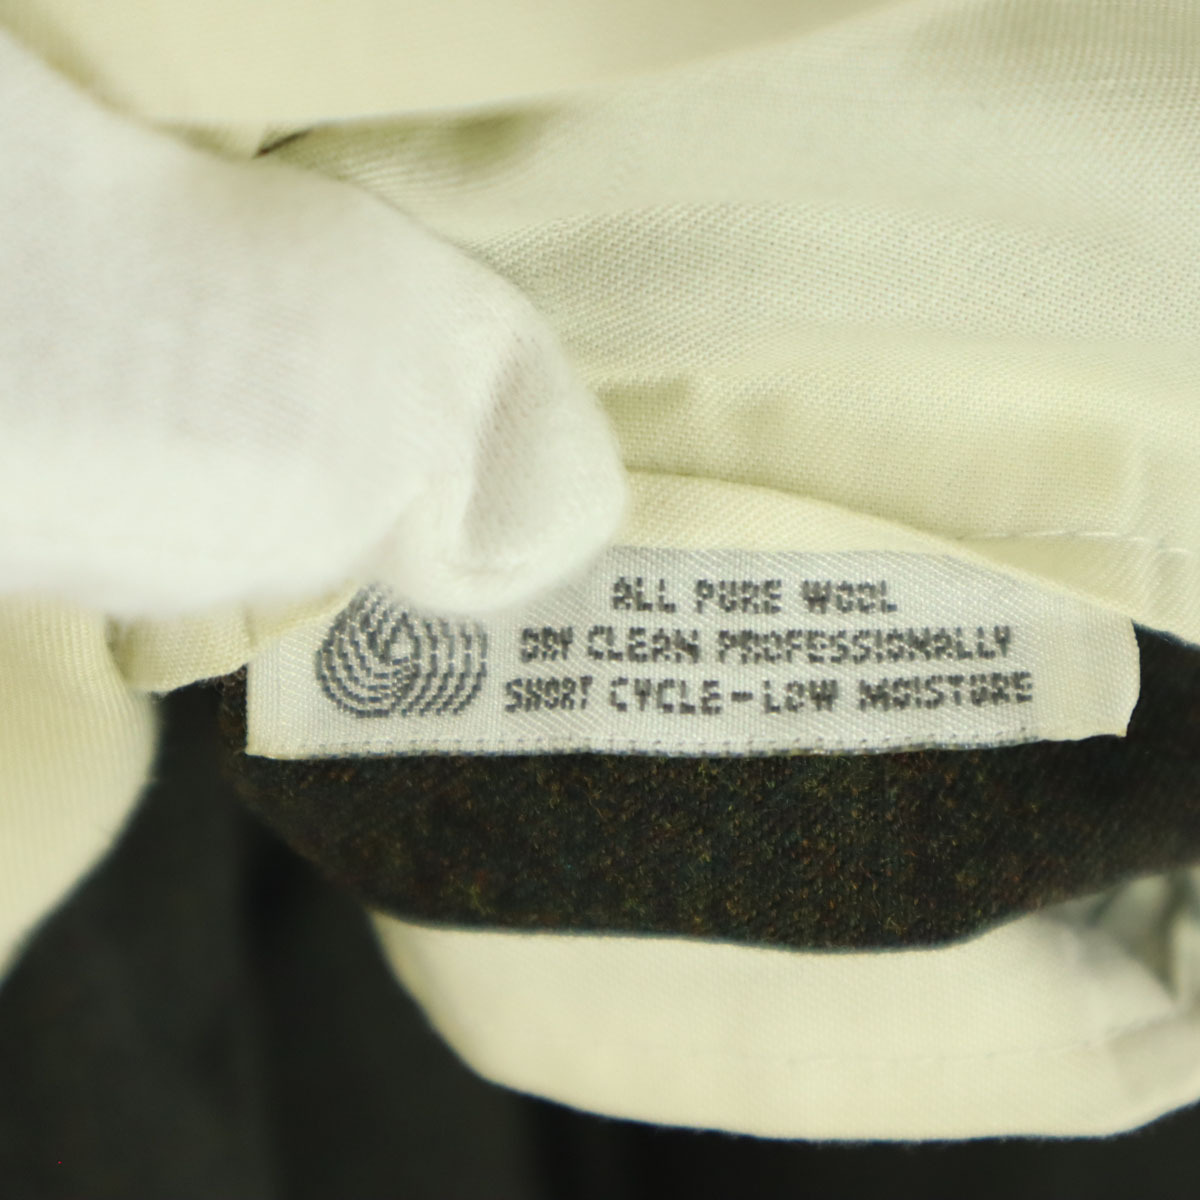 ALL PURE WOOL
DRY CLEAN PROFESSIONALLY
SHORT CYCLE-LOW MOISTURE